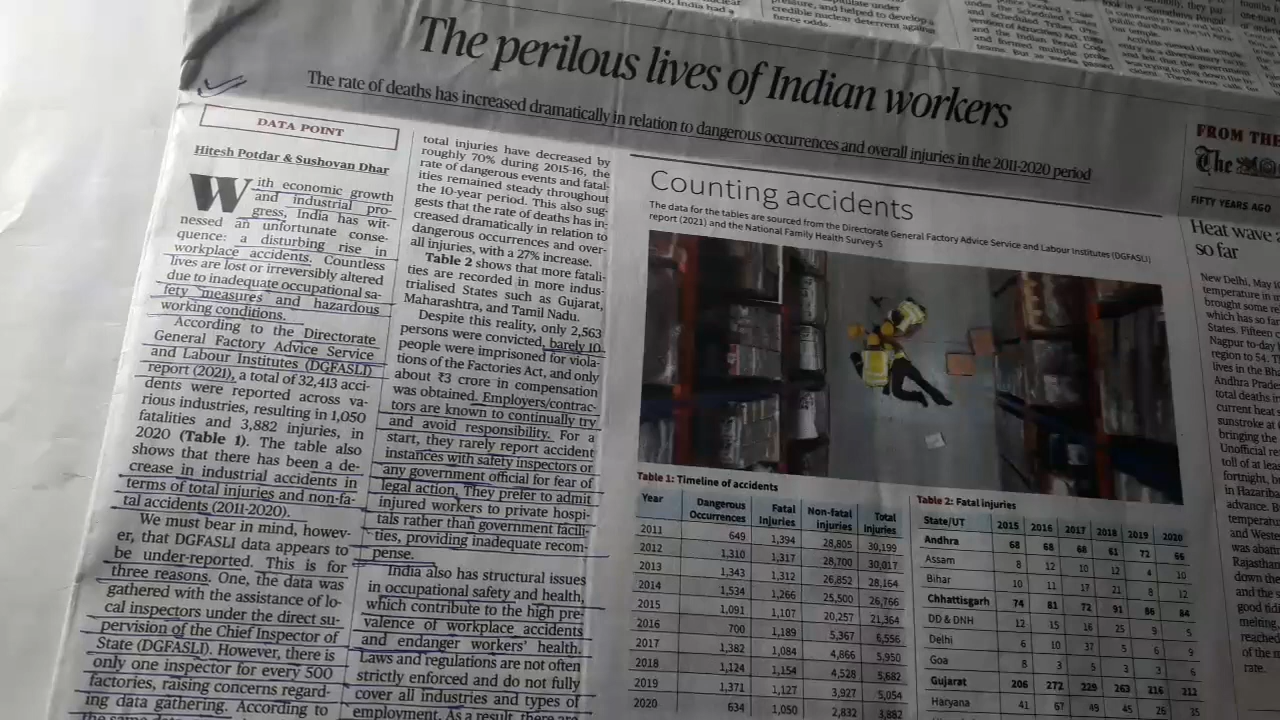 The perilous lives of Indian workers
The rate of deaths has increased dramatically in relation to dangerous occurrences and overall injuries in the 2011-2020 period
DATA POINT
Hitesh Potdar & Sushovan Dhar
With economic growth
and industrial pro-
gress, India has wit-
nessed an unfortunate conse-
quence: a disturbing rise in
workplace accidents. Countless
lives are lost or irreversibly altered
due to inadequate occupational sa-
fety measures and hazardous
working conditions.
According to the Directorate
General Factory Advice Service
and Labour Institutes (DGFASLI)
report (2021), a total of 32,413 acci-
dents were reported across va-
rious industries, resulting in 1,050
fatalities and 3,882 injuries, in
2020 (Table 1). The table also
shows that there has been a de-
crease in industrial accidents in
terms of total injuries and non-fa-
tal accidents (2011-2020).
We must bear in mind, howev-
er, that DGFASLI data appears to
be under-reported. This is for
three reasons. One, the data was
gathered with the assistance of lo-
cal inspectors under the direct su-
pervision of the Chief Inspector of
State (DGFASLI). However, there is
only one inspector for every 500
factories, raising concerns regard-
ing data gathering. According to
total injuries have decreased by
roughly 70% during 2015-16, the
rate of dangerous events and fatal-
ities remained steady throughout
the 10-year period. This also sug-
gests that the rate of deaths has in-
creased dramatically in relation to
dangerous occurrences and over-
all injuries, with a 27% increase.
Table 2 shows that more fatali-
ties are recorded in more indus-
trialised States such as Gujarat,
Maharashtra, and Tamil Nadu.
Despite this reality, only 2,563
persons were convicted, barely 10
people were imprisoned for viola-
tions of the Factories Act, and only
about ₹3 crore in compensation
was obtained. Employers/contrac-
tors are known to continually try
and avoid responsibility. For a
start, they rarely report accident
instances with safety inspectors or
any government official for fear of
legal action. They prefer to admit
injured workers to private hospi-
tals rather than government facili-
ties, providing inadequate recom-
pense.
India also has structural issues
in occupational safety and health,
which contribute to the high pre-
valence of workplace accidents
and endanger workers' health.
Laws and regulations are not often
strictly enforced and do not fully
cover all industries and types of
employment. As a result, there are
Counting accidents
The data for the tables are sourced from the Directorate General Factory Advice Service and Labour Institutes (DGFASLI)
report (2021) and the National Family Health Survey-5
Table 1: Timeline of accidents
Year Dangerous Occurrences Fatal Injuries Non-fatal Injuries Total Injuries
2011 649 1,394 28,805 30,199
2012 1,310 1,317 28,700 30,017
2013 1,343 1,312 26,852 28,164
2014 1,534 1,266 25,500 26,766
2015 1,091 1,107 20,257 21,364
2016 700 1,189 5,367 6,556
2017 1,382 1,084 4,866 5,950
2018 1,124 1,154 4,528 5,682
2019 1,371 1,127 3,927 5,054
2020 634 1,050 2,832 3,882
Table 2: Fatal injuries
State/UT 2015 2016 2017 2018 2019 2020
Andhra 68 68 68 61 72 66
Assam 8 12 10 12 4 10
Bihar 10 11 17 21 8 12
Chhattisgarh 74 81 72 91 86 84
DD & DNH 12 15 16 25 9 5
Delhi 6 10 37 5 6 9
Goa 8 3 5 3 3 6
Gujarat 206 272 229 263 216 212
Haryana 41 67 49 45 26 35
FROM THE
The
FIFTY YEARS AGO
Heat wave
so far